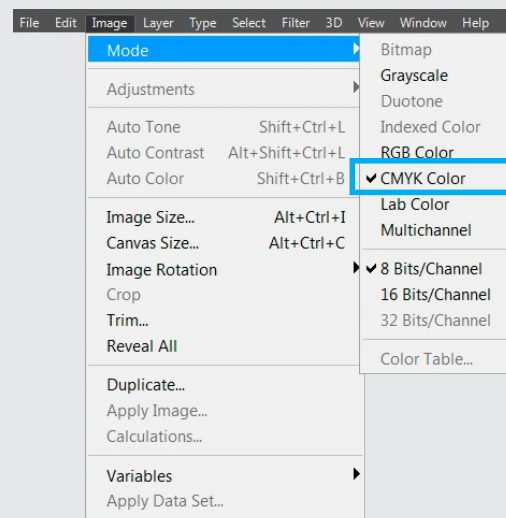 File Edit Image Layer Type Select Filter 3D View Window Help
Mode
Adjustments
Auto Tone Shift+Ctrl+L
Auto Contrast Alt+Shift+Ctrl+L
Auto Color Shift+Ctrl+B
Image Size... Alt+Ctrl+I
Canvas Size... Alt+Ctrl+C
Image Rotation
Crop
Trim...
Reveal All
Duplicate...
Apply Image...
Calculations...
Variables
Apply Data Set...
Bitmap
Grayscale
Duotone
Indexed Color
RGB Color
CMYK Color
Lab Color
Multichannel
8 Bits/Channel
16 Bits/Channel
32 Bits/Channel
Color Table...